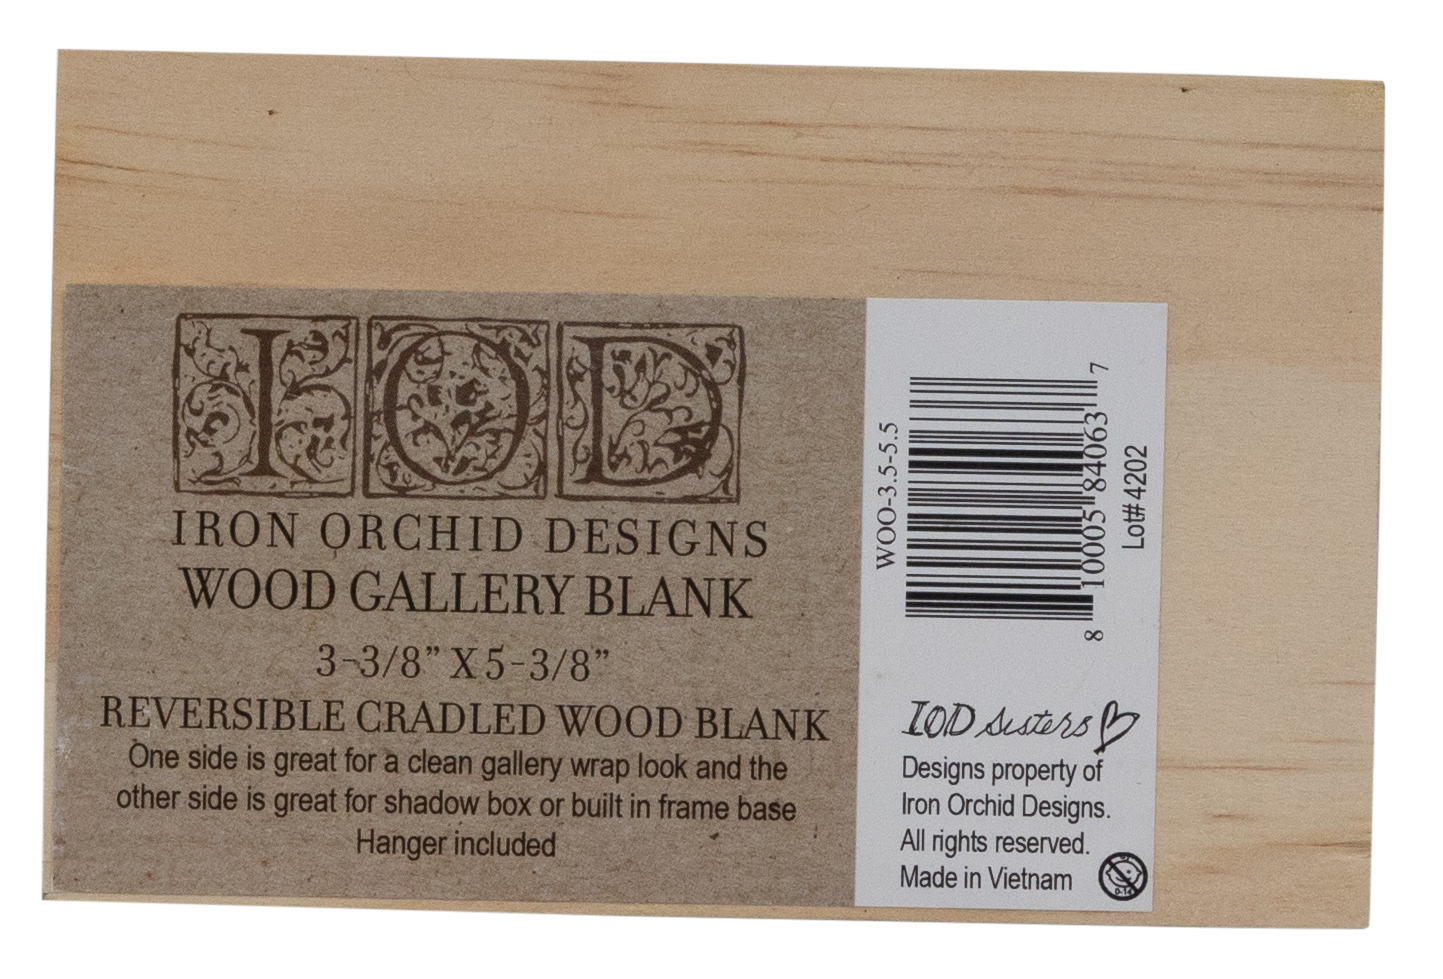 IOD
IRON ORCHID DESIGNS
WOOD GALLERY BLANK
3-3/8" X 5-3/8"
REVERSIBLE CRADLED WOOD BLANK
One side is great for a clean gallery wrap look and the
other side is great for shadow box or built in frame base
Hanger included
WOO-3.5-5.5
8 10005 84063 7
Lot# 4202
IOD sisters
Designs property of
Iron Orchid Designs.
All rights reserved.
Made in Vietnam
0-14